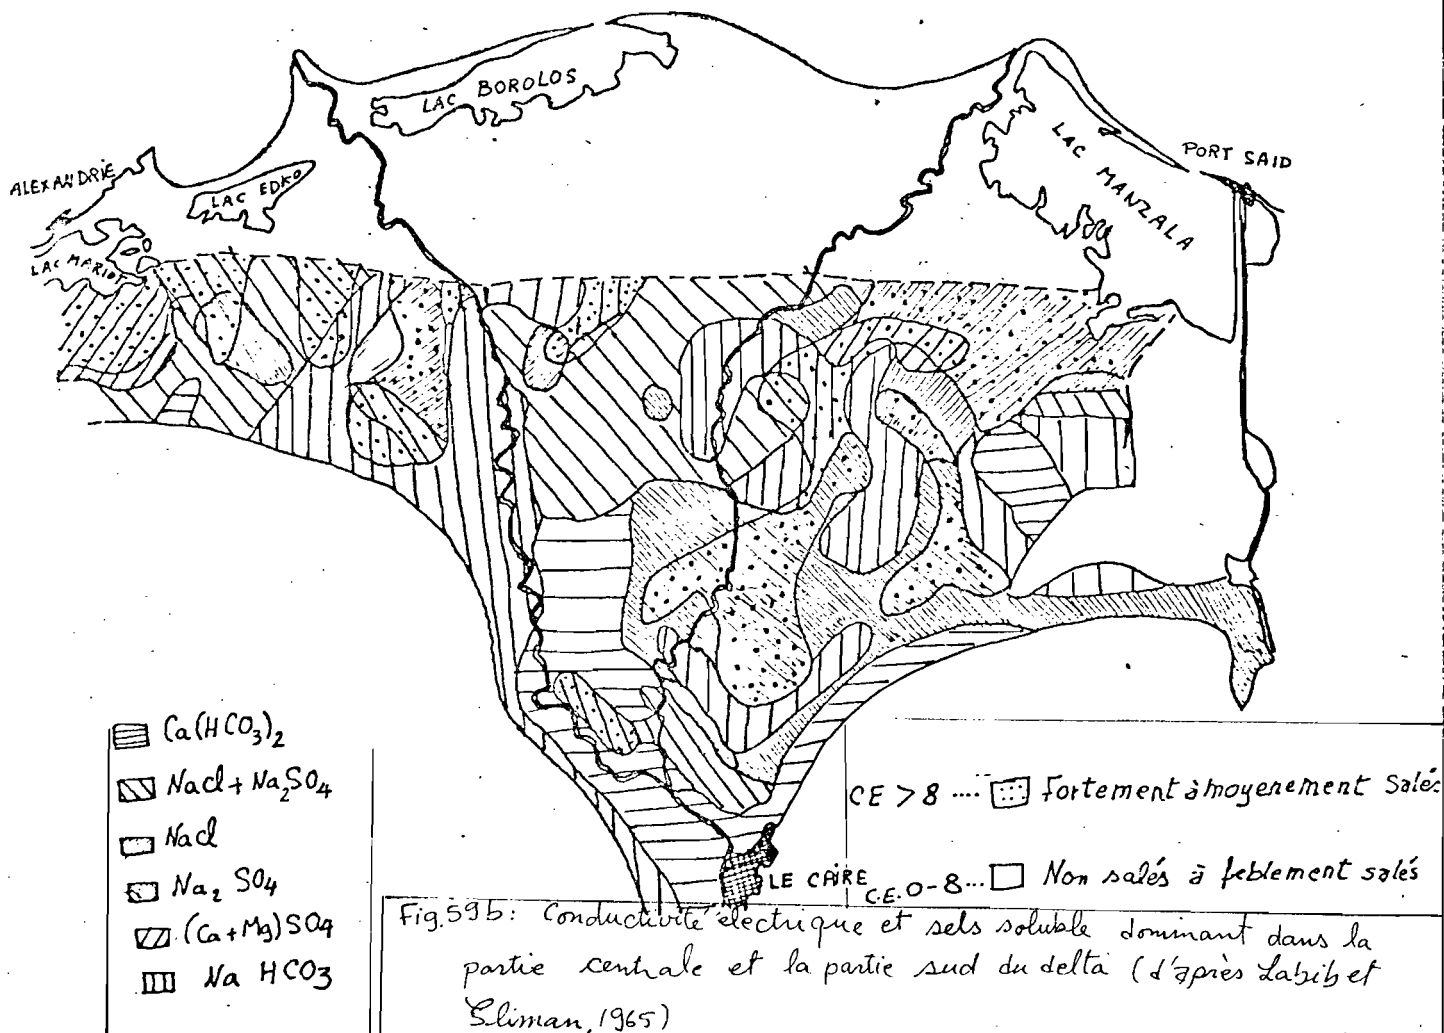 LAC BOROLOS
ALEXANDRIE
LAC EDKO
LAC MARIOT
LAC MANZALA
PORT SAID
Ca(HCO3)2
Nacl + Na2SO4
Nacl
Na2 SO4
(Ca+Mg)SO4
Na HCO3
CE > 8 .... Fortement à moyenement Salés
C.E. 0-8... Non salés à feblement salés
LE CAIRE
Fig.59b: Conductivité électrique et sels soluble dominant dans la
partie centrale et la partie sud du delta (d'après Labib et
Sliman, 1965)